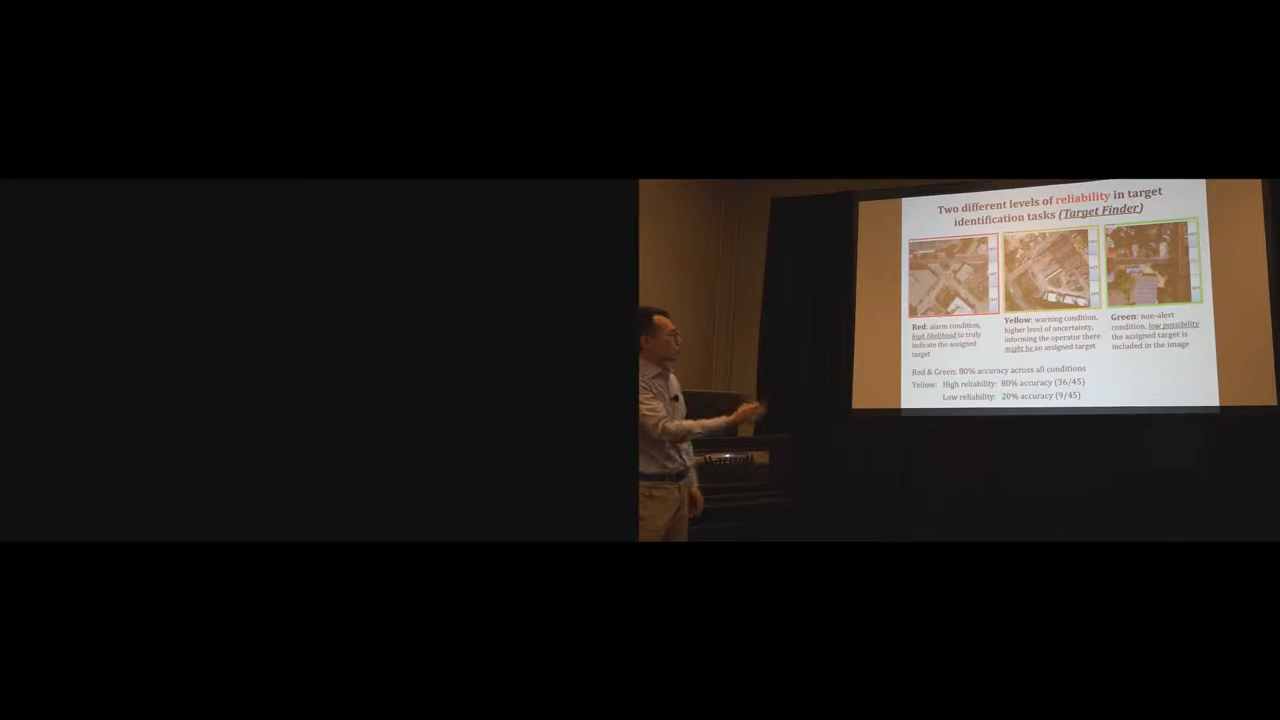 Two different levels of reliability in target
identification tasks (Target Finder)
Red: alarm condition,
high likelihood to truly
indicate the assigned
target
Yellow: warning condition,
higher level of uncertainty,
informing the operator there
might be an assigned target
Green: non-alert
condition, low possibility
the assigned target is
included in the image
Red & Green: 80% accuracy across all conditions
Yellow: High reliability: 80% accuracy (36/45)
Low reliability: 20% accuracy (9/45)
Marriott